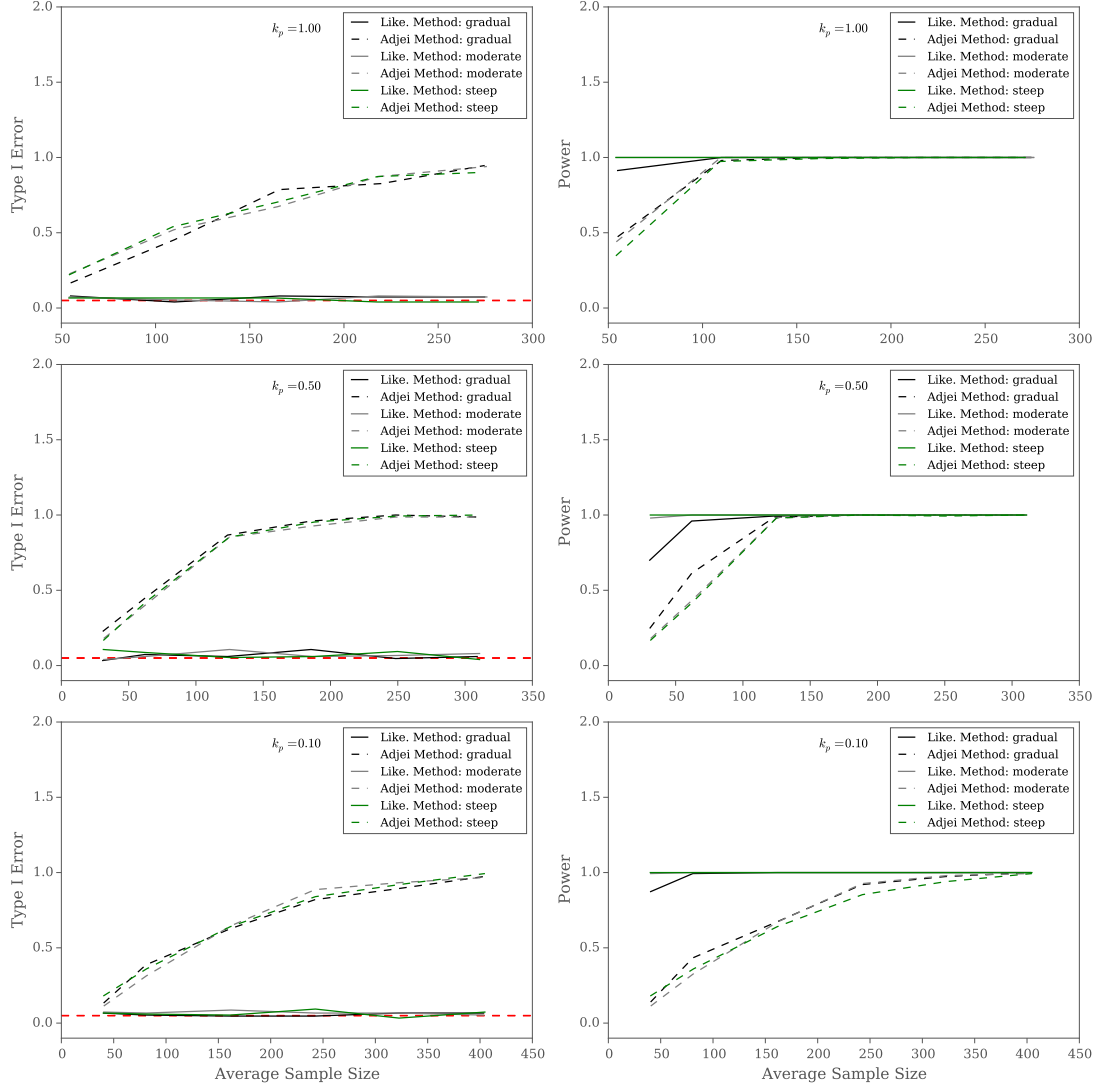 2.0
1.5
1.0
0.5
0.0
Type I Error
k_p =1.00
Like. Method: gradual
Adjei Method: gradual
Like. Method: moderate
Adjei Method: moderate
Like. Method: steep
Adjei Method: steep
50 100 150 200 250 300
2.0
1.5
1.0
0.5
0.0
Power
k_p =1.00
Like. Method: gradual
Adjei Method: gradual
Like. Method: moderate
Adjei Method: moderate
Like. Method: steep
Adjei Method: steep
50 100 150 200 250 300
2.0
1.5
1.0
0.5
0.0
Type I Error
k_p =0.50
Like. Method: gradual
Adjei Method: gradual
Like. Method: moderate
Adjei Method: moderate
Like. Method: steep
Adjei Method: steep
0 50 100 150 200 250 300 350
2.0
1.5
1.0
0.5
0.0
Power
k_p =0.50
Like. Method: gradual
Adjei Method: gradual
Like. Method: moderate
Adjei Method: moderate
Like. Method: steep
Adjei Method: steep
0 50 100 150 200 250 300 350
2.0
1.5
1.0
0.5
0.0
Type I Error
k_p =0.10
Like. Method: gradual
Adjei Method: gradual
Like. Method: moderate
Adjei Method: moderate
Like. Method: steep
Adjei Method: steep
0 50 100 150 200 250 300 350 400 450
Average Sample Size
2.0
1.5
1.0
0.5
0.0
Power
k_p =0.10
Like. Method: gradual
Adjei Method: gradual
Like. Method: moderate
Adjei Method: moderate
Like. Method: steep
Adjei Method: steep
0 50 100 150 200 250 300 350 400 450
Average Sample Size